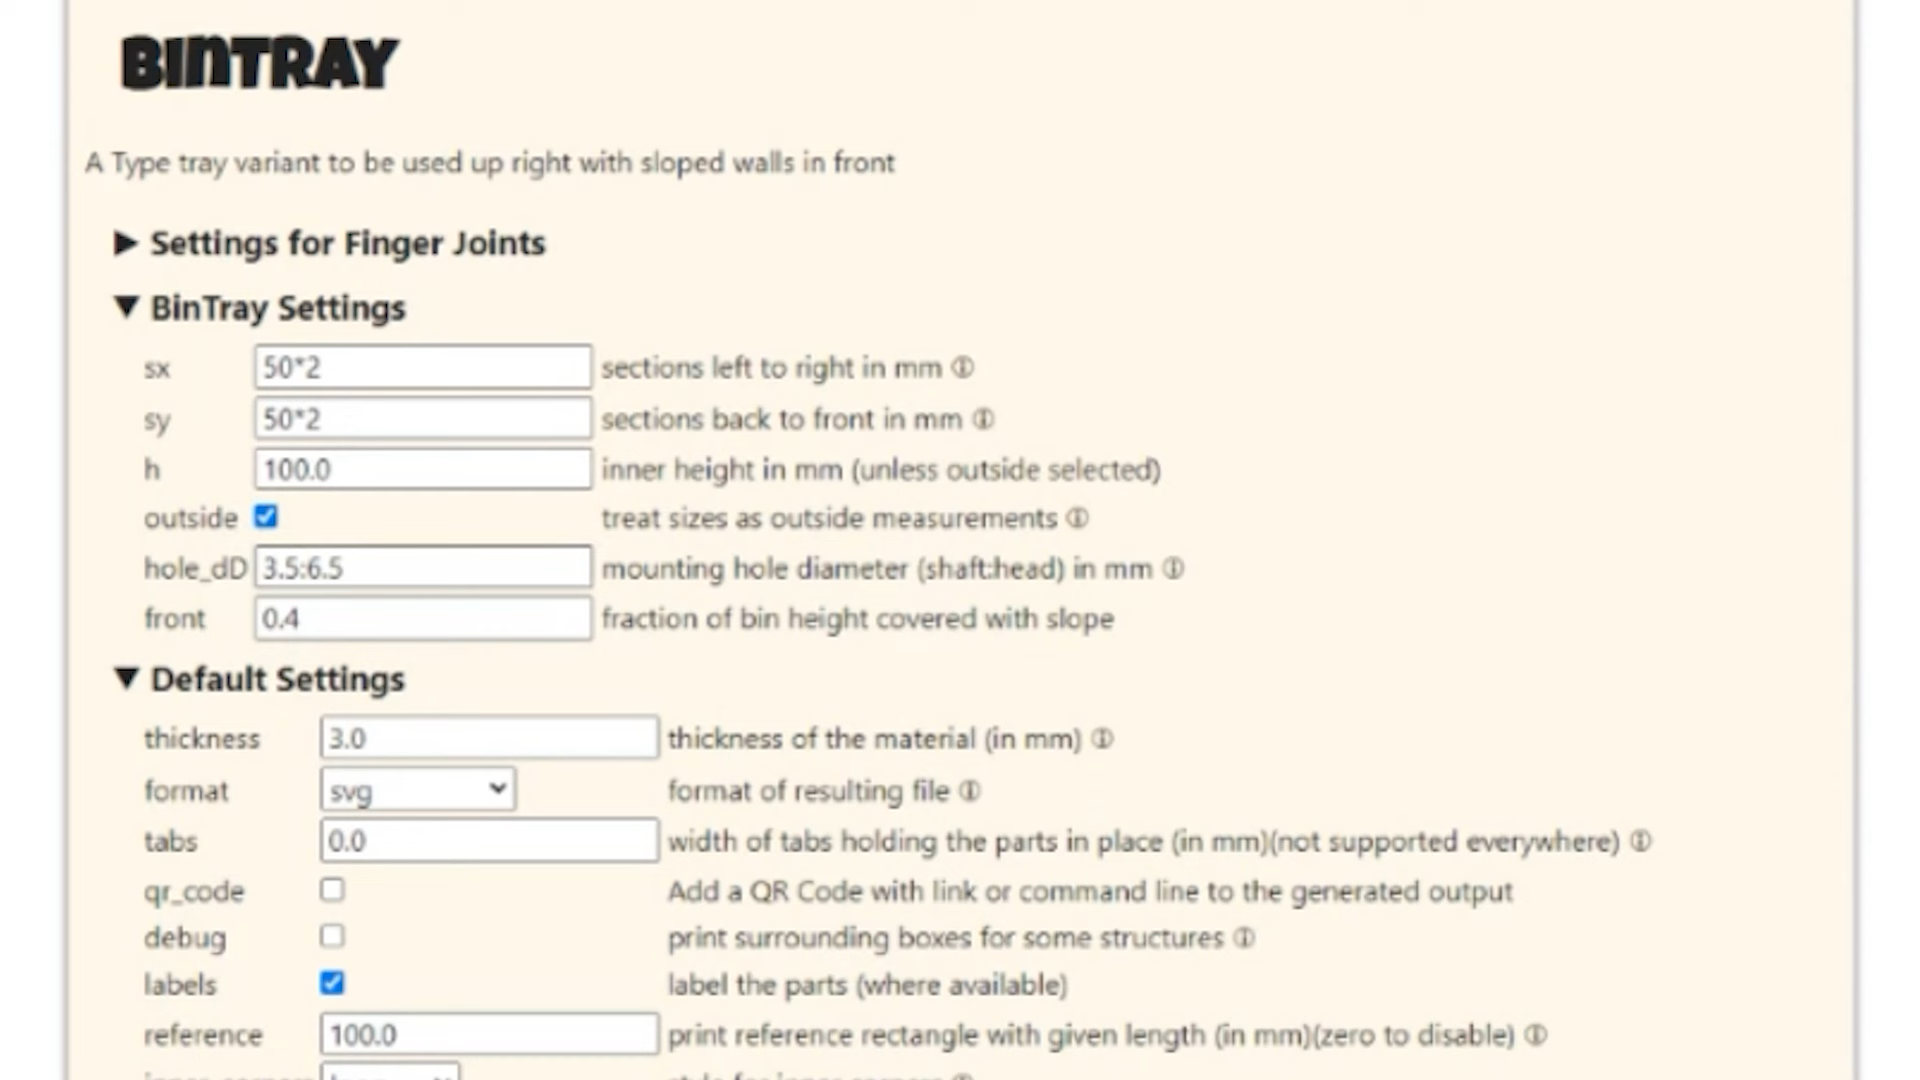 BINTRAY
A Type tray variant to be used up right with sloped walls in front
▶ Settings for Finger Joints
▼ BinTray Settings
sx 50*2 sections left to right in mm ⓘ
sy 50*2 sections back to front in mm ⓘ
h 100.0 inner height in mm (unless outside selected)
outside treat sizes as outside measurements ⓘ
hole_dD 3.5:6.5 mounting hole diameter (shaft:head) in mm ⓘ
front 0.4 fraction of bin height covered with slope
▼ Default Settings
thickness 3.0 thickness of the material (in mm) ⓘ
format svg format of resulting file ⓘ
tabs 0.0 width of tabs holding the parts in place (in mm)(not supported everywhere) ⓘ
qr_code Add a QR Code with link or command line to the generated output
debug print surrounding boxes for some structures ⓘ
labels label the parts (where available)
reference 100.0 print reference rectangle with given length (in mm)(zero to disable) ⓘ